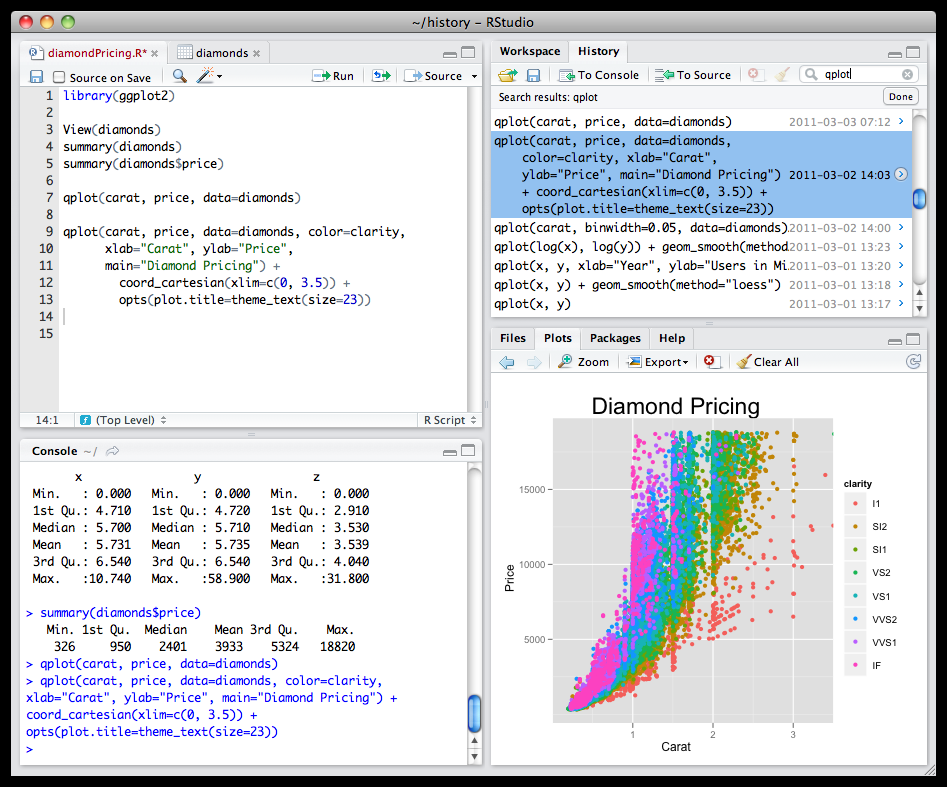 ~/history – RStudio
diamondPricing.R* diamonds
Source on Save Run Source
1 library(ggplot2)
2
3 View(diamonds)
4 summary(diamonds)
5 summary(diamonds$price)
6
7 qplot(carat, price, data=diamonds)
8
9 qplot(carat, price, data=diamonds, color=clarity,
10 xlab="Carat", ylab="Price",
11 main="Diamond Pricing") +
12 coord_cartesian(xlim=c(0, 3.5)) +
13 opts(plot.title=theme_text(size=23))
14
15
14:1 (Top Level) R Script
Console ~/
x y z
Min. : 0.000 Min. : 0.000 Min. : 0.000
1st Qu.: 4.710 1st Qu.: 4.720 1st Qu.: 2.910
Median : 5.700 Median : 5.710 Median : 3.530
Mean : 5.731 Mean : 5.735 Mean : 3.539
3rd Qu.: 6.540 3rd Qu.: 6.540 3rd Qu.: 4.040
Max. :10.740 Max. :58.900 Max. :31.800
> summary(diamonds$price)
Min. 1st Qu. Median Mean 3rd Qu. Max.
326 950 2401 3933 5324 18820
> qplot(carat, price, data=diamonds)
> qplot(carat, price, data=diamonds, color=clarity,
xlab="Carat", ylab="Price", main="Diamond Pricing") +
coord_cartesian(xlim=c(0, 3.5)) +
opts(plot.title=theme_text(size=23))
>
Workspace History
To Console To Source qplot
Search results: qplot Done
qplot(carat, price, data=diamonds) 2011-03-03 07:12
qplot(carat, price, data=diamonds,
color=clarity, xlab="Carat",
ylab="Price", main="Diamond Pricing") 2011-03-02 14:03
+ coord_cartesian(xlim=c(0, 3.5)) +
opts(plot.title=theme_text(size=23))
qplot(carat, binwidth=0.05, data=diamonds) 2011-03-02 14:00
qplot(log(x), log(y)) + geom_smooth(method 2011-03-01 13:23
qplot(x, y, xlab="Year", ylab="Users in Mi 2011-03-01 13:20
qplot(x, y) + geom_smooth(method="loess") 2011-03-01 13:18
qplot(x, y) 2011-03-01 13:17
Files Plots Packages Help
Zoom Export Clear All
Diamond Pricing
15000
10000
5000
Price
1 2 3
Carat
clarity
I1
SI2
SI1
VS2
VS1
VVS2
VVS1
IF